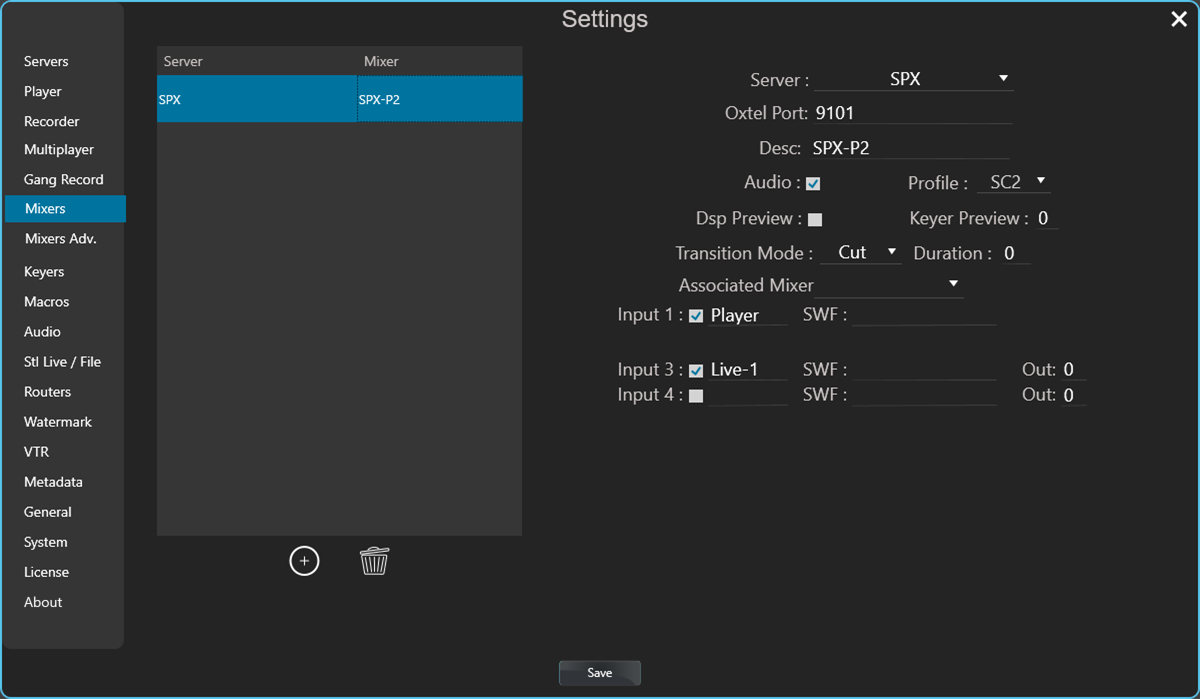 Settings
Servers
Player
Recorder
Multiplayer
Gang Record
Mixers
Mixers Adv.
Keyers
Macros
Audio
Stl Live / File
Routers
Watermark
VTR
Metadata
General
System
License
About
Server Mixer
SPX SPX-P2
Server : SPX
Oxtel Port: 9101
Desc: SPX-P2
Audio : Profile : SC2
Dsp Preview : Keyer Preview : 0
Transition Mode : Cut Duration : 0
Associated Mixer
Input 1 : Player SWF :
Input 3 : Live-1 SWF : Out: 0
Input 4 : SWF : Out: 0
Save